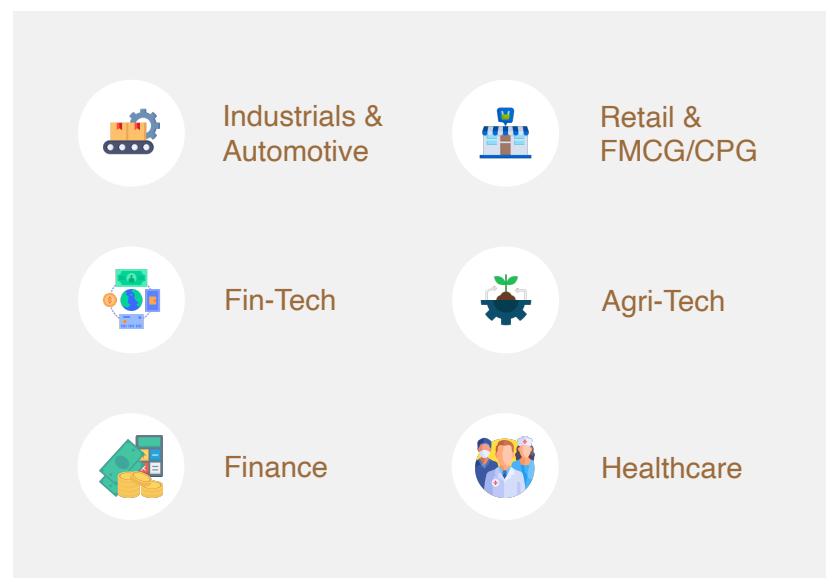 Industrials &
Automotive
Retail &
FMCG/CPG
Fin-Tech
Agri-Tech
Finance
Healthcare